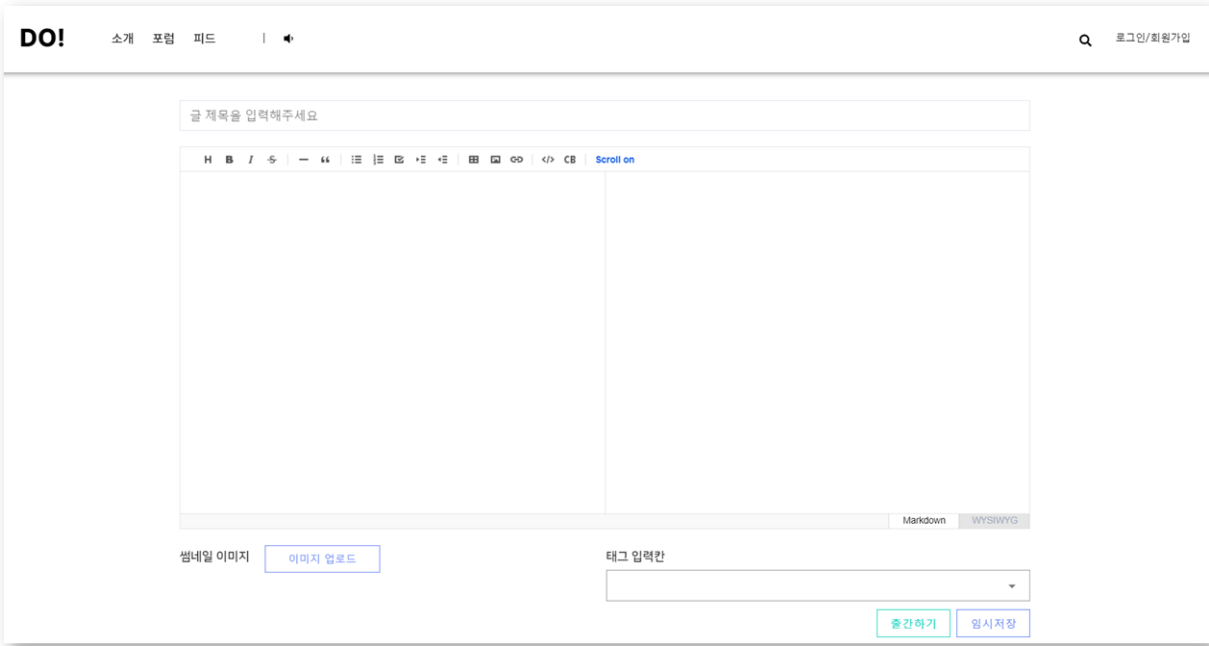 DO! 소개 포럼 피드 | 로그인/회원가입
글 제목을 입력해주세요
H B I S — “ </> CB Scroll on
Markdown WYSIWYG
썸네일 이미지 이미지 업로드 태그 입력칸
출간하기 임시저장